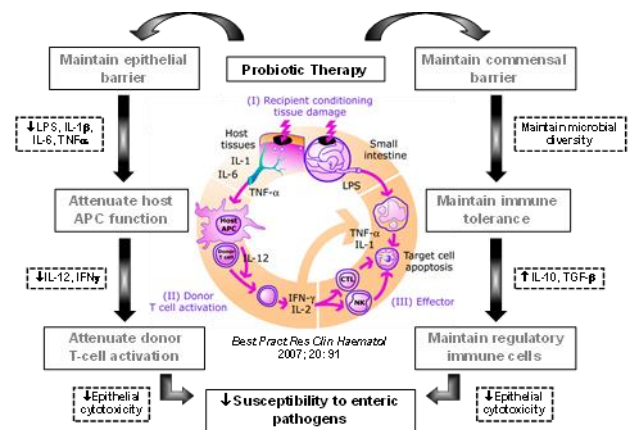 Maintain epithelial
barrier
Probiotic Therapy
Maintain commensal
barrier
↓LPS, IL-1β,
IL-6, TNFα
Maintain microbial
diversity
Attenuate host
APC function
Maintain immune
tolerance
↓IL-12, IFNγ
↑IL-10, TGF-β
Attenuate donor
T-cell activation
Maintain regulatory
immune cells
↓Epithelial
cytotoxicity
↓Epithelial
cytotoxicity
↓Susceptibility to enteric
pathogens
(I) Recipient conditioning
tissue damage
Host
tissues
IL-1
IL-6
TNF-α
Small
intestine
LPS
Host
APC
Donor
T cell
IL-12
TNF-α
IL-1
Target cell
apoptosis
(II) Donor
T cell activation
IFN-γ
IL-2
CTL
NK
(III) Effector
Best Pract Res Clin Haematol
2007; 20: 91